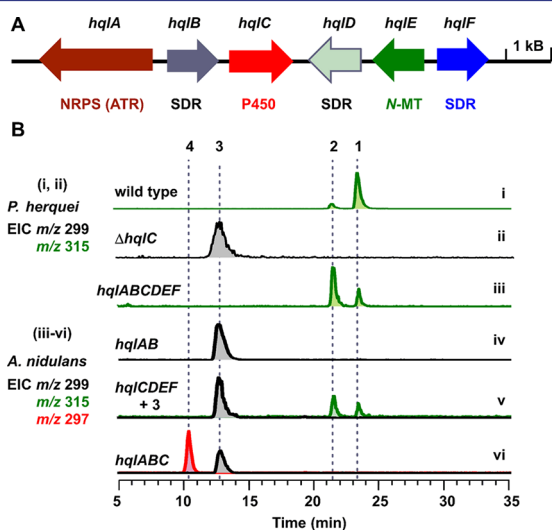 A
hqlA hqlB hqlC hqlD hqlE hqlF
1 kB
NRPS (ATR) SDR P450 SDR N-MT SDR
B
4 3 2 1
(i, ii)
P. herquei
EIC m/z 299
m/z 315
wild type i
ΔhqlC ii
hqlABCDEF iii
(iii-vi)
A. nidulans
EIC m/z 299
m/z 315
m/z 297
hqlAB iv
hqlCDEF
+ 3 v
hqlABC vi
5 10 15 20 25 30 35
Time (min)